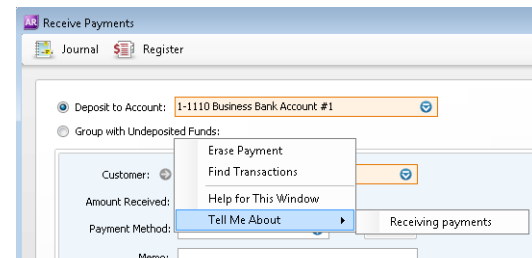 AR Receive Payments
Journal Register
Deposit to Account: 1-1110 Business Bank Account #1
Group with Undeposited Funds:
Erase Payment
Customer: Find Transactions
Amount Received: Help for This Window
Payment Method: Tell Me About Receiving payments
Memo: